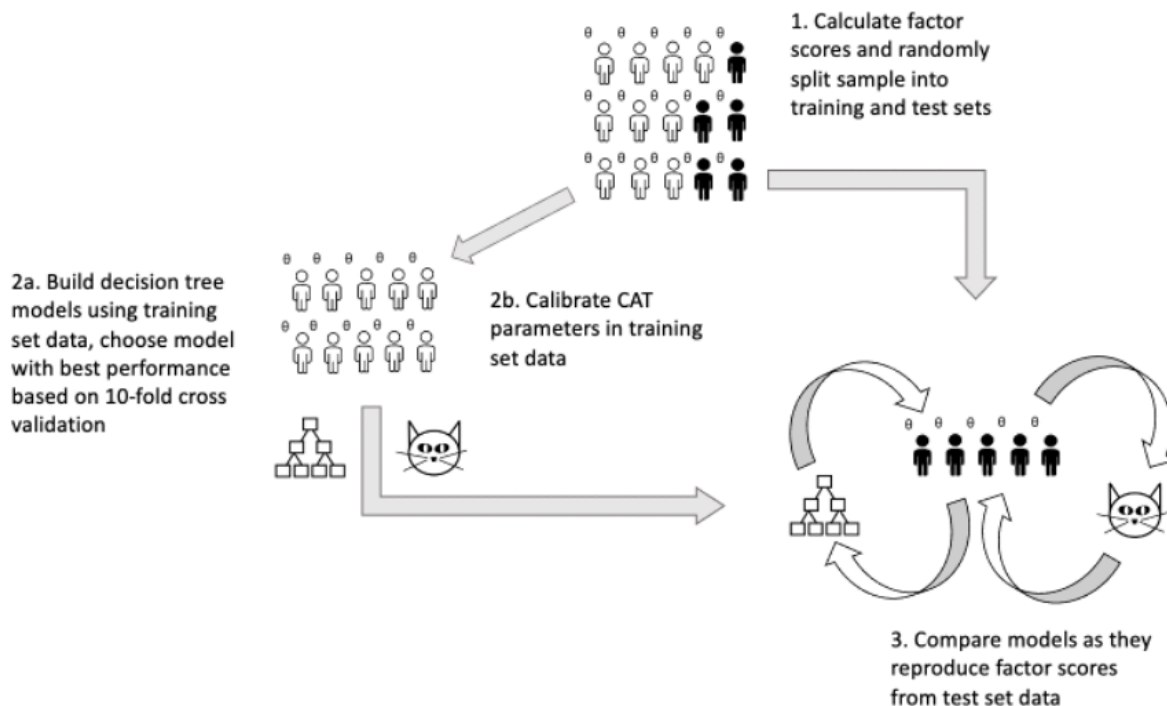 1. Calculate factor
scores and randomly
split sample into
training and test sets
θ θ θ θ θ
θ θ θ θ θ
θ θ θ θ θ
2a. Build decision tree
models using training
set data, choose model
with best performance
based on 10-fold cross
validation
θ θ θ θ θ
θ θ θ θ θ
2b. Calibrate CAT
parameters in training
set data
θ θ θ θ θ
3. Compare models as they
reproduce factor scores
from test set data